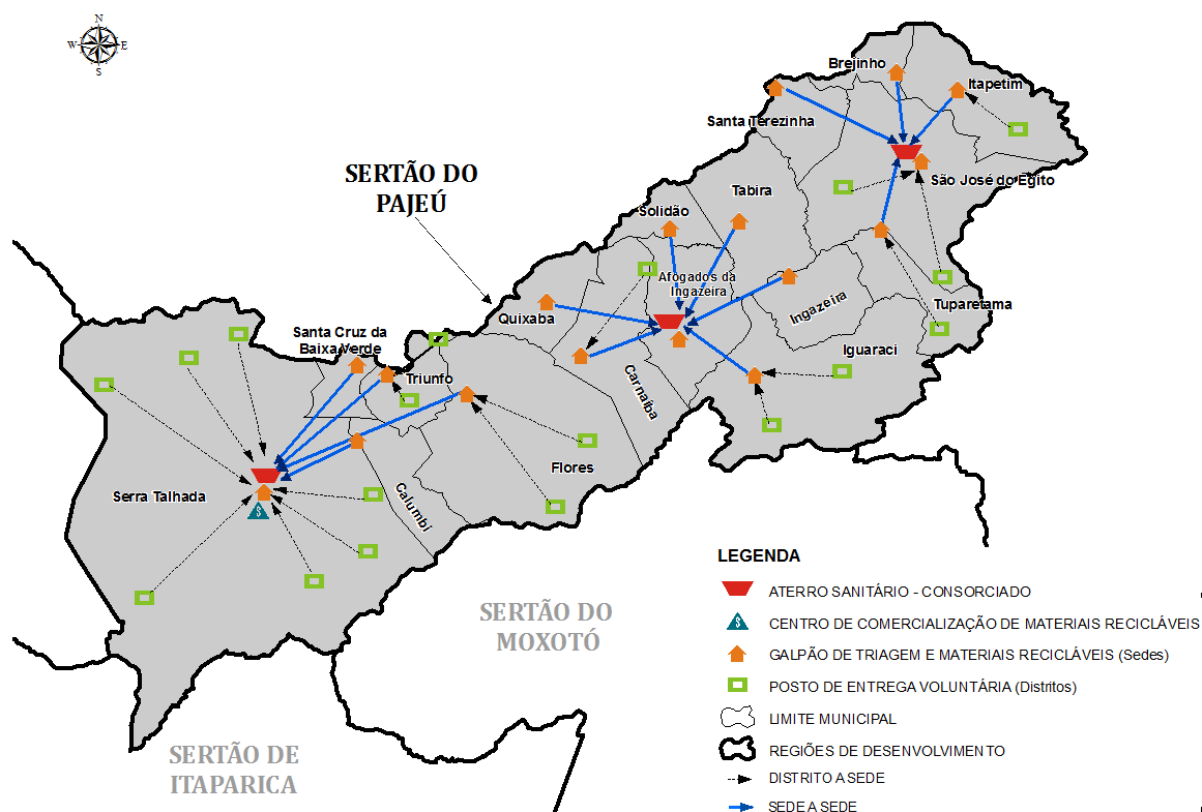 N
W E
S
Brejinho
Itapetim
Santa Terezinha
SERTÃO DO
PAJEÚ
São José do Egito
Tabira
Solidão
Afogados da
Ingazeira
Quixaba
Ingazeira
Tuparetama
Santa Cruz da
Baixa Verde
Iguaraci
Triunfo
Carnaíba
Flores
Serra Talhada
Calumbi
$
SERTÃO DO
MOXOTÓ
SERTÃO DE
ITAPARICA
LEGENDA
ATERRO SANITÁRIO - CONSORCIADO
$ CENTRO DE COMERCIALIZAÇÃO DE MATERIAIS RECICLÁVEIS
GALPÃO DE TRIAGEM E MATERIAIS RECICLÁVEIS (Sedes)
POSTO DE ENTREGA VOLUNTÁRIA (Distritos)
LIMITE MUNICIPAL
REGIÕES DE DESENVOLVIMENTO
DISTRITO A SEDE
SEDE A SEDE